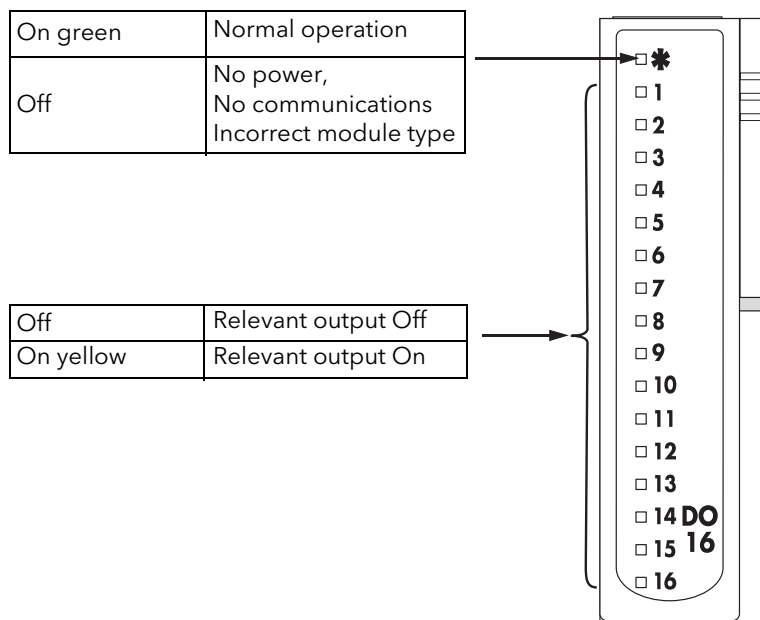 On green Normal operation
Off No power,
No communications
Incorrect module type
Off Relevant output Off
On yellow Relevant output On
✱
1
2
3
4
5
6
7
8
9
10
11
12
13
14 DO
15 16
16